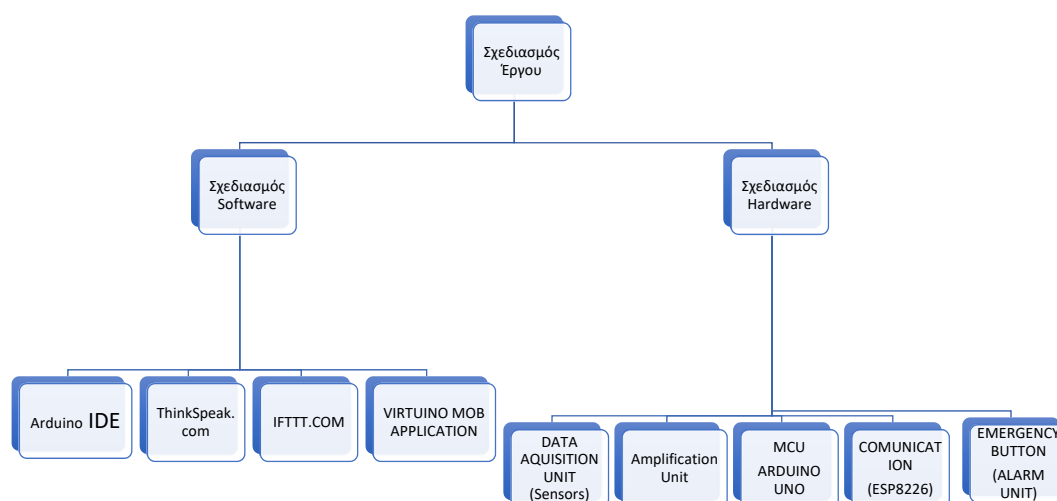 Σχεδιασμός
Έργου
Σχεδιασμός
Software
Σχεδιασμός
Hardware
Arduino IDE
ThinkSpeak.
com
IFTTT.COM
VIRTUINO MOB
APPLICATION
DATA
AQUISITION
UNIT
(Sensors)
Amplification
Unit
MCU
ARDUINO
UNO
COMUNICAT
ION
(ESP8226)
EMERGENCY
BUTTON
(ALARM
UNIT)